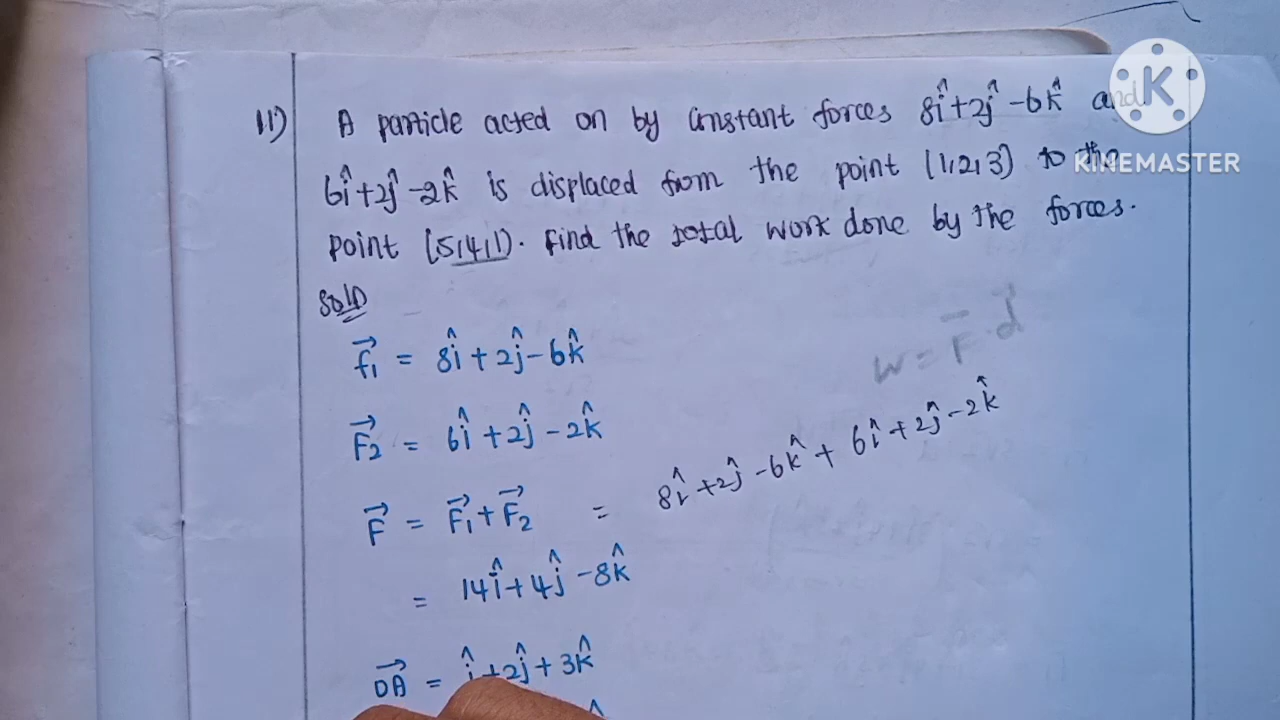 11) A particle acted on by constant forces 8î+2ĵ-6k̂ and
6î+2ĵ-2k̂ is displaced from the point (1,2,3) to the
point (5,4,1). Find the total work done by the forces.
Soln
F⃗₁ = 8î+2ĵ-6k̂
W = F⃗.d⃗
F⃗₂ = 6î+2ĵ-2k̂
F⃗ = F⃗₁+F⃗₂ = 8î+2ĵ-6k̂+6î+2ĵ-2k̂
= 14î+4ĵ-8k̂
OA⃗ = î+2ĵ+3k̂
K
KINEMASTER